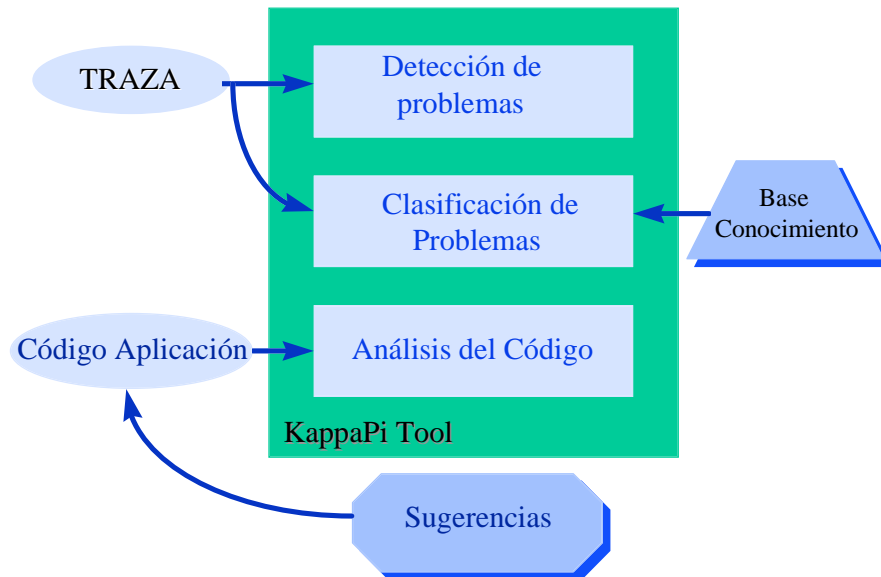 TRAZA
Detección de
problemas
Clasificación de
Problemas
Base
Conocimiento
Código Aplicación
Análisis del Código
KappaPi Tool
Sugerencias